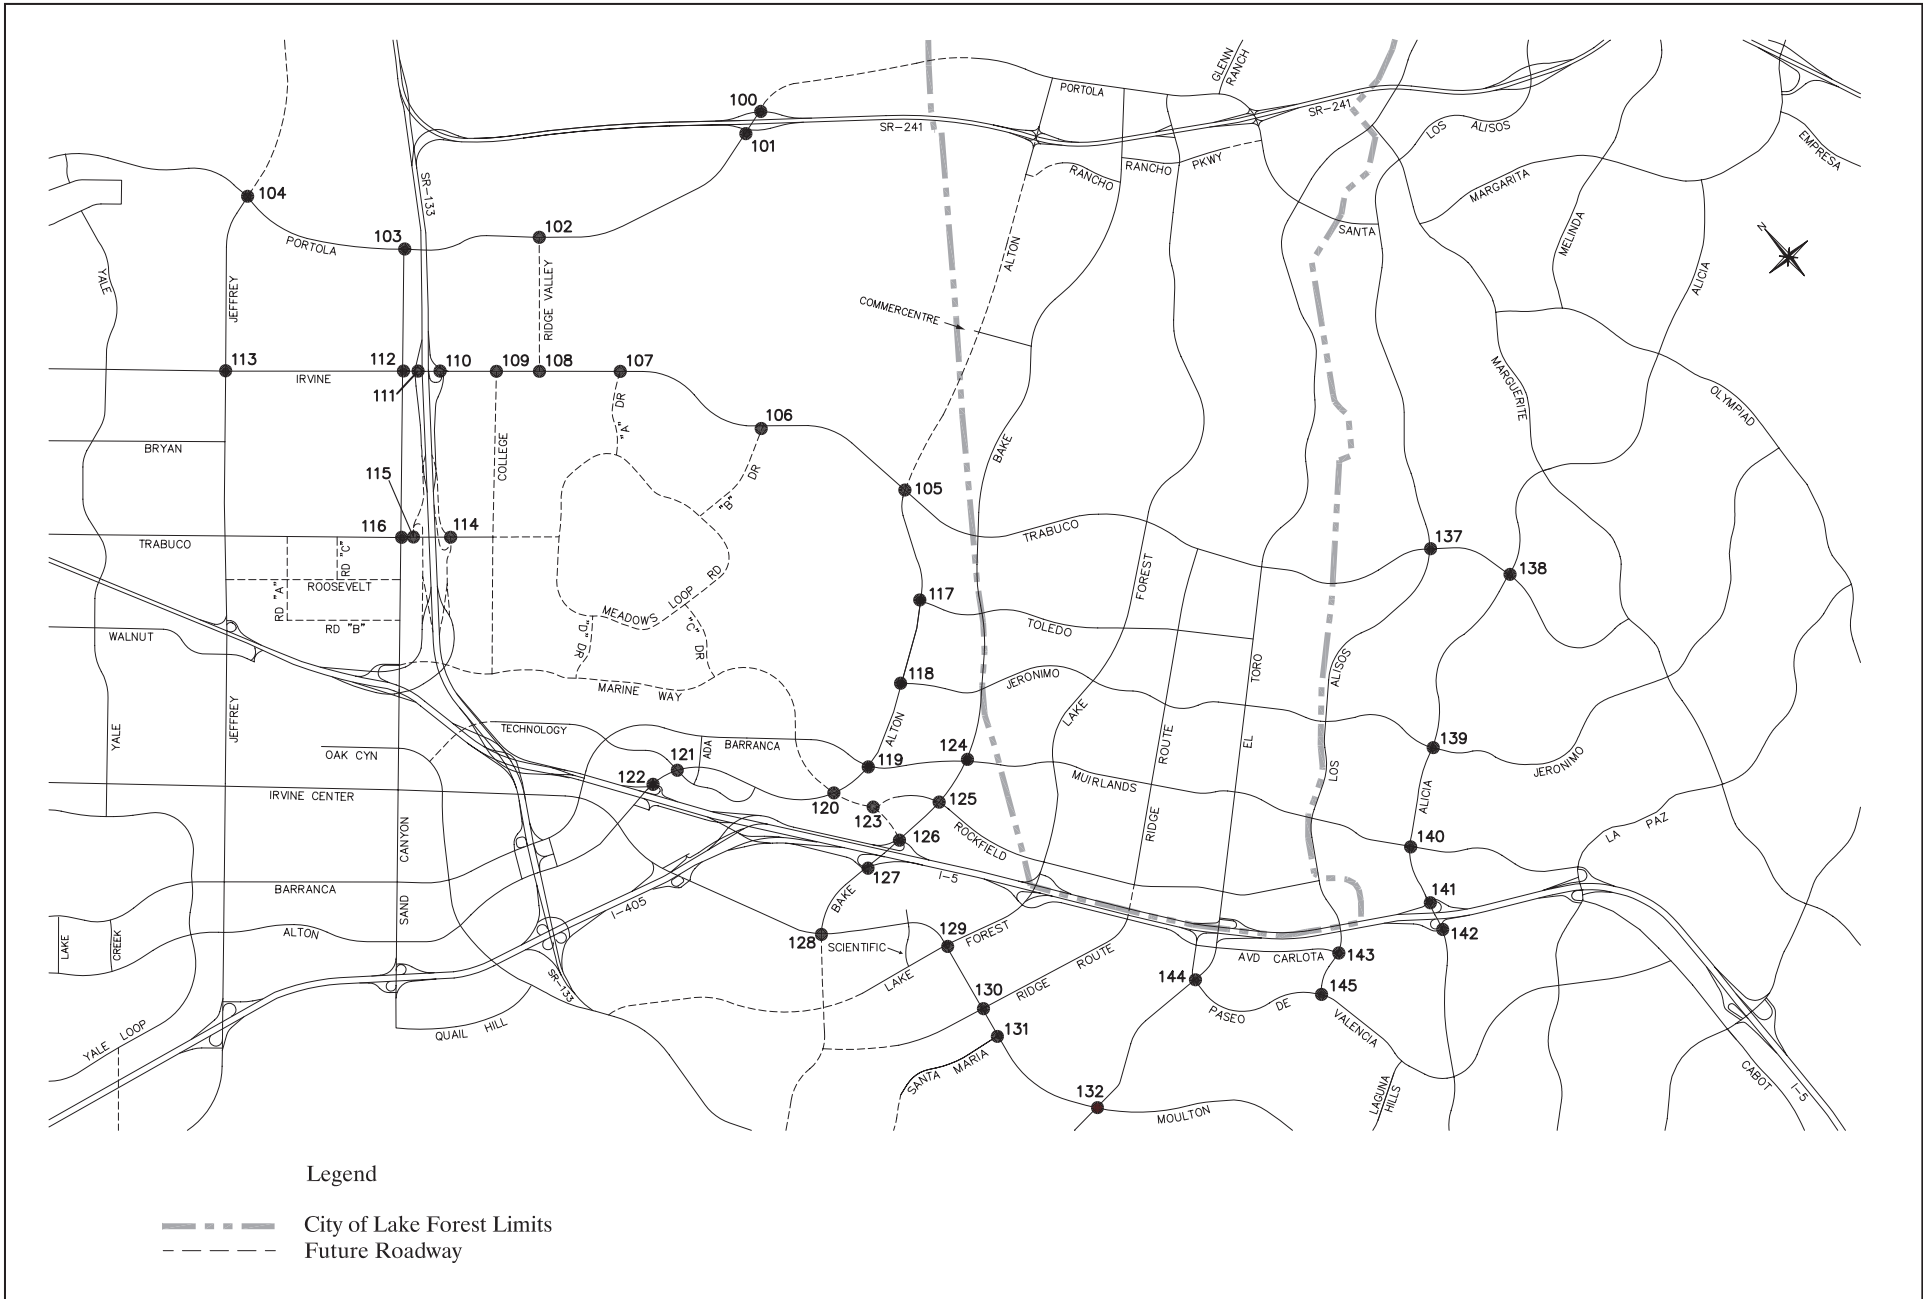 GLENN
RANCH
100
PORTOLA
SR-241
SR-241
101
LOS ALISOS
EMPRESA
RANCHO PKWY
RANCHO
MARGARITA
104
SR-133
103
102
PORTOLA
SANTA
MELINDA
N
YALE
JEFFREY
RIDGE VALLEY
ALTON
ALICIA
COMMERCENTRE
113
112
110
109
108
107
IRVINE
111
MARGUERITE
OLYMPIAD
"A" DR
106
BRYAN
COLLEGE
BAKE
115
"B" DR
105
116
114
TRABUCO
TRABUCO
137
RD "C"
138
ROOSEVELT
RD "A"
FOREST
RD "B"
MEADOWS LOOP RD
117
WALNUT
"D" DR
"C" DR
TOLEDO
118
JERONIMO
TORO
ALISOS
MARINE WAY
LAKE
YALE
JEFFREY
TECHNOLOGY
ADA
BARRANCA
ALTON
124
139
OAK CYN
121
119
ROUTE
EL
JERONIMO
122
MUIRLANDS
LOS
IRVINE CENTER
120
123
125
ALICIA
126
ROCKFIELD
RIDGE
140
LA PAZ
SAND CANYON
127
I-5
BARRANCA
BAKE
141
I-405
ALTON
LAKE
CREEK
128
SCIENTIFIC
129
FOREST
142
AVD CARLOTA
143
ROUTE
144
LAKE
SR-133
130
RIDGE
145
PASEO DE
VALENCIA
YALE LOOP
QUAIL HILL
131
SANTA MARIA
132
LAGUNA
HILLS
CABOT
I-5
MOULTON
Legend
City of Lake Forest Limits
Future Roadway